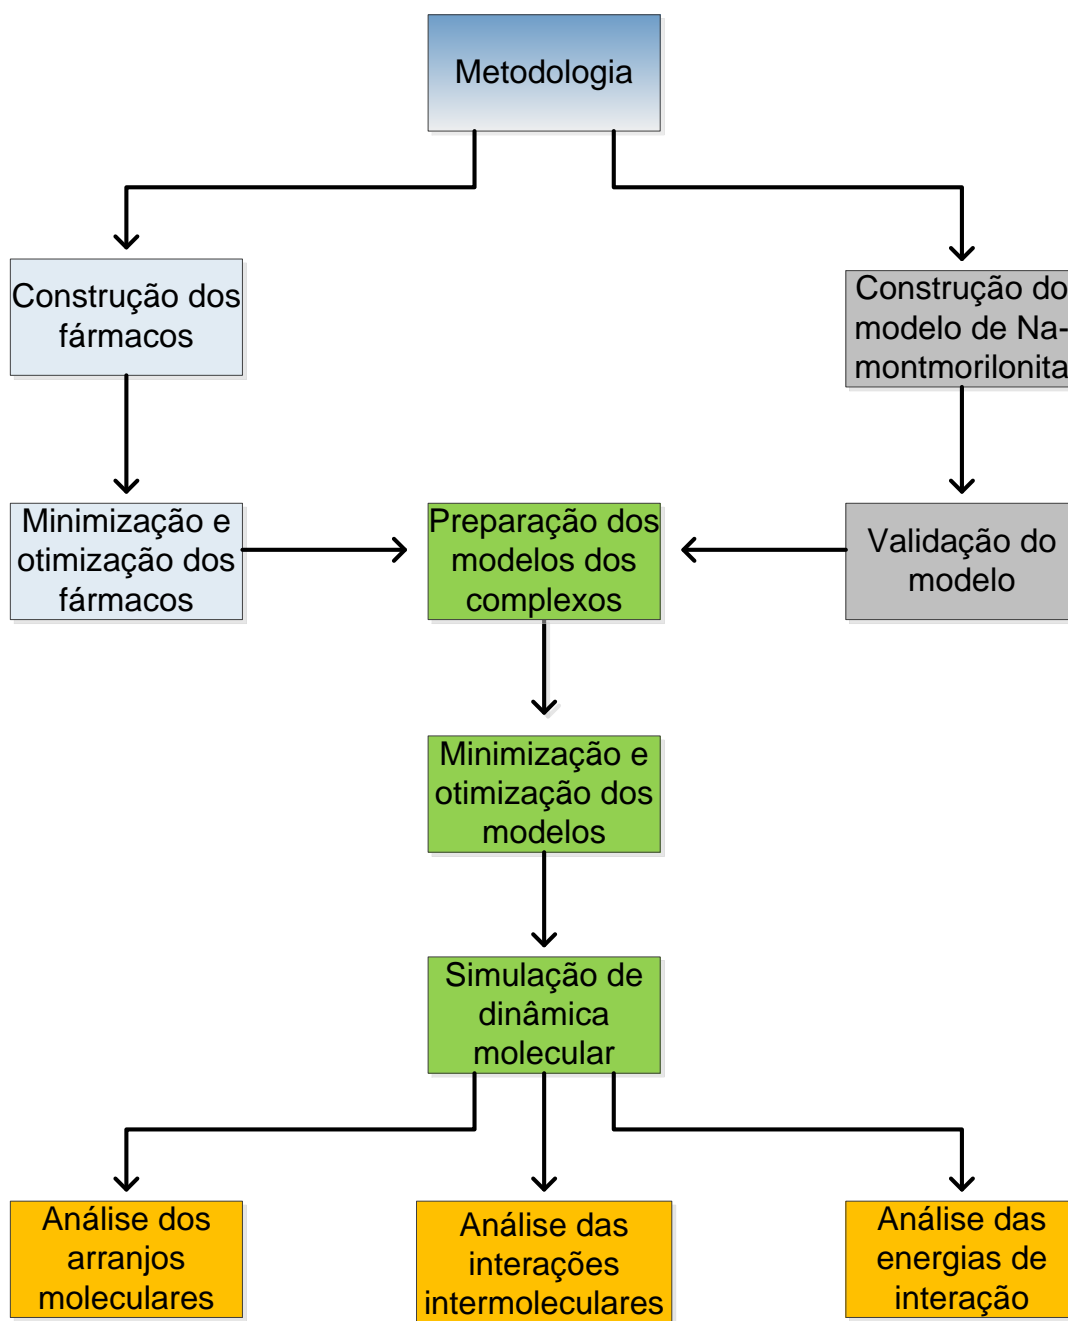 Metodologia
Construção dos
fármacos
Construção do
modelo de Na-
montmorilonita
Minimização e
otimização dos
fármacos
Preparação dos
modelos dos
complexos
Validação do
modelo
Minimização e
otimização dos
modelos
Simulação de
dinâmica
molecular
Análise dos
arranjos
moleculares
Análise das
interações
intermoleculares
Análise das
energias de
interação